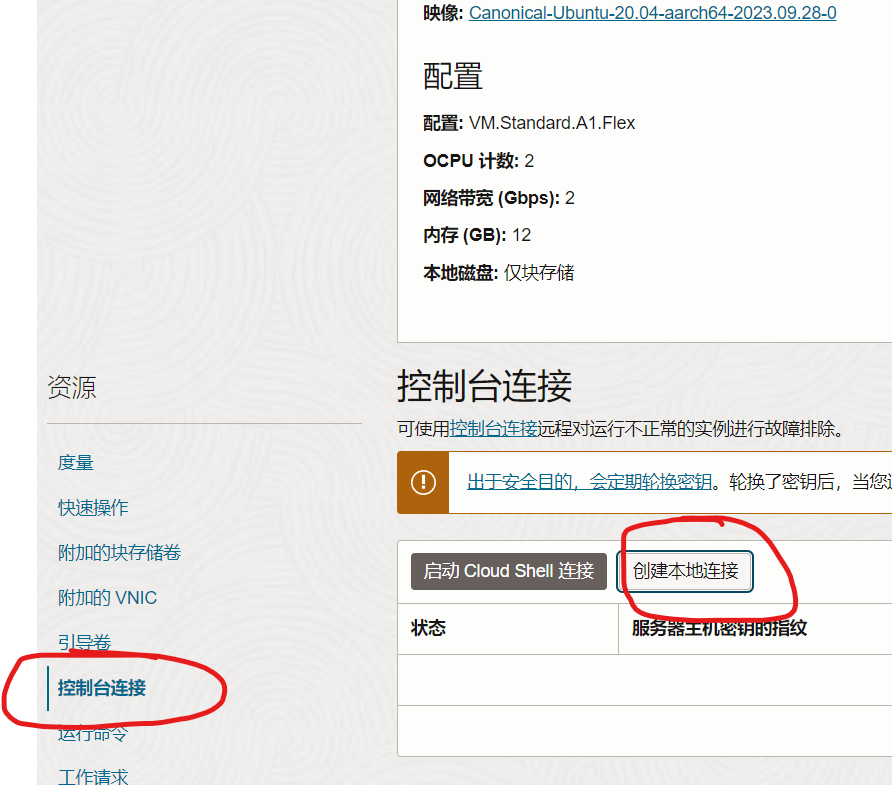 映像: Canonical-Ubuntu-20.04-aarch64-2023.09.28-0
配置
配置: VM.Standard.A1.Flex
OCPU 计数: 2
网络带宽 (Gbps): 2
内存 (GB): 12
本地磁盘: 仅块存储
资源
度量
快速操作
附加的块存储卷
附加的 VNIC
引导卷
控制台连接
运行命令
工作请求
控制台连接
可使用控制台连接远程对运行不正常的实例进行故障排除。
出于安全目的，会定期轮换密钥。轮换了密钥后，当您
启动 Cloud Shell 连接 创建本地连接
状态 服务器主机密钥的指纹